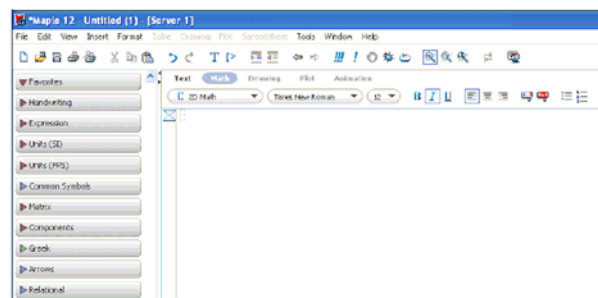 *Maple 12 - Untitled (1) - [Server 1]
File Edit View Insert Format Table Drawing Plot Spreadsheet Tools Window Help
Text Math Drawing Plot Animation
C 2D Math Times New Roman 12 B I U
Favorites
Handwriting
Expression
Units (SI)
Units (FPS)
Common Symbols
Matrix
Components
Greek
Arrows
Relational